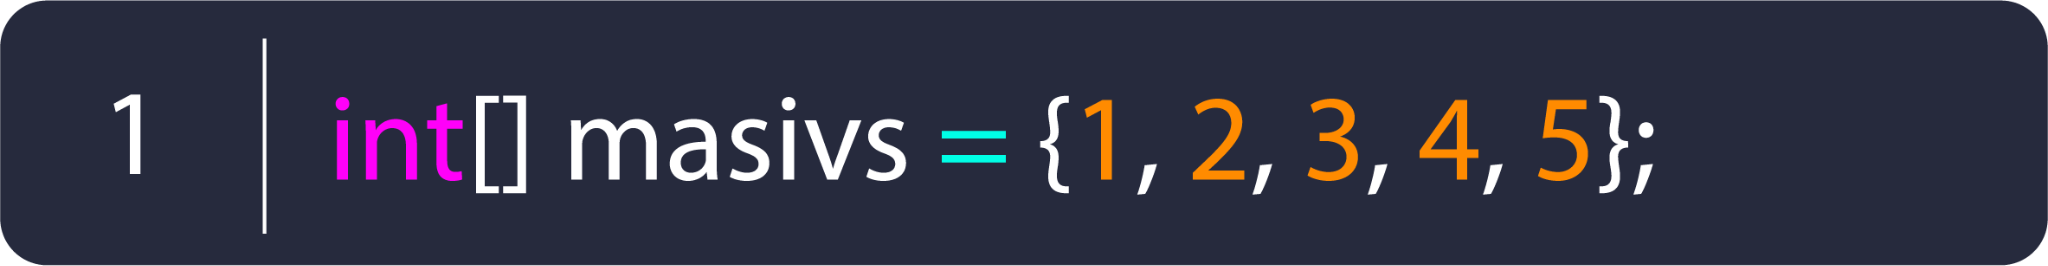 1 int[] masivs = {1, 2, 3, 4, 5};